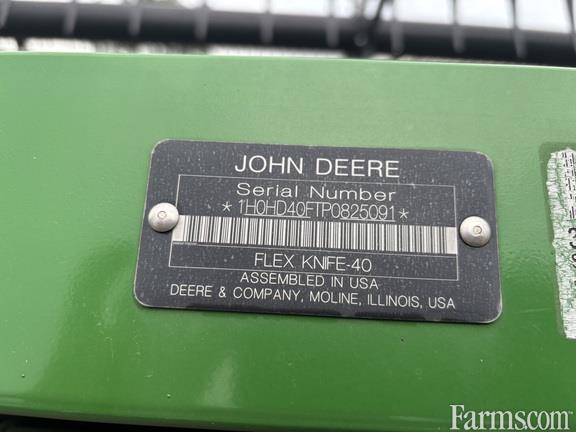 JOHN DEERE
Serial Number
*1H0HD40FTP0825091*
FLEX KNIFE-40
ASSEMBLED IN USA
DEERE & COMPANY, MOLINE, ILLINOIS, USA
Farms.com